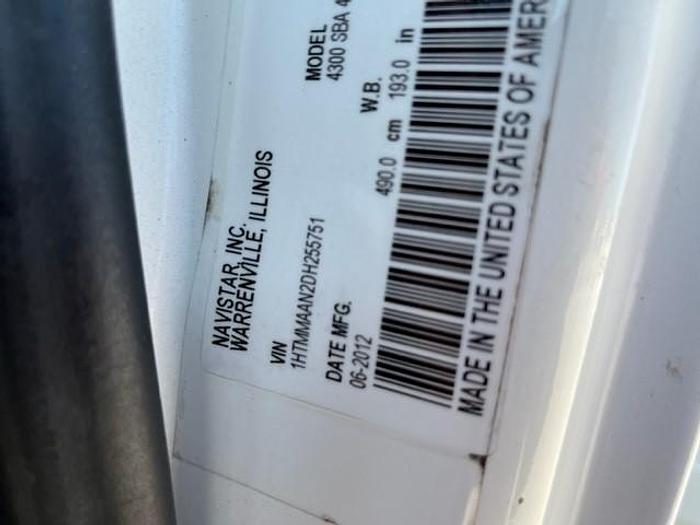 NAVISTAR, INC.
WARRENVILLE, ILLINOIS
VIN
1HTMMAAN2DH255751
MODEL
4300 SBA 4
DATE MFG.
06-2012
W.B.
490.0 cm 193.0 in
MADE IN THE UNITED STATES OF AMER